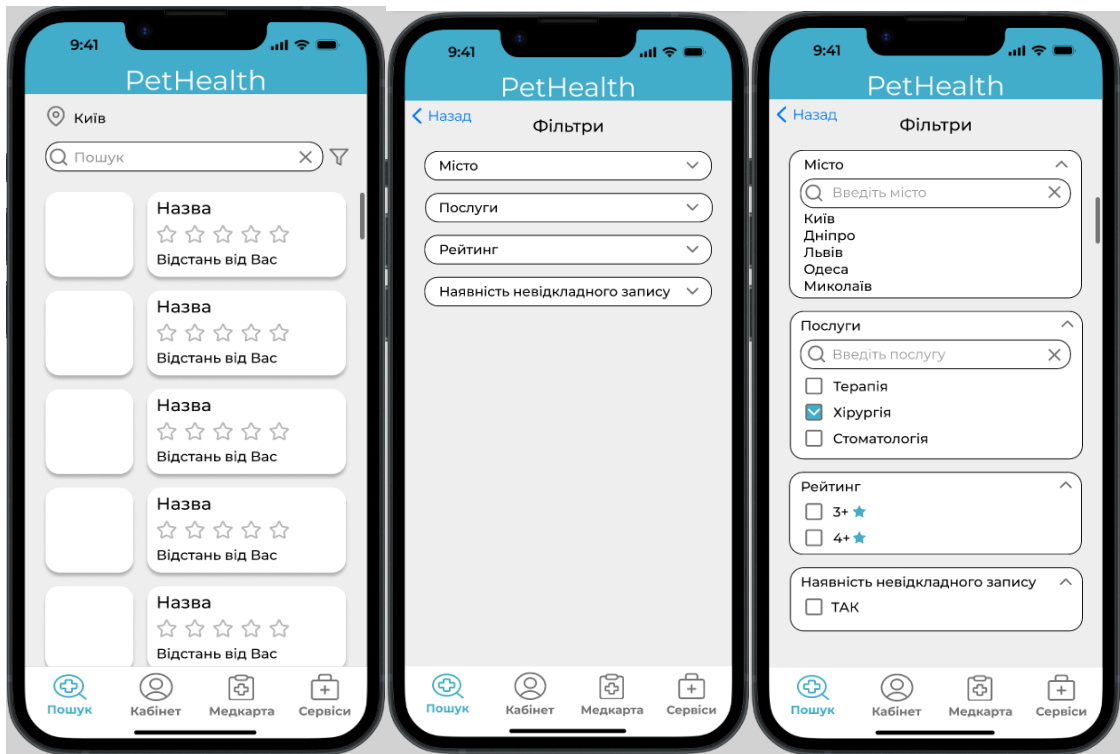 9:41
PetHealth
Київ
Пошук
Назва
Відстань від Вас
Назва
Відстань від Вас
Назва
Відстань від Вас
Назва
Відстань від Вас
Назва
Відстань від Вас
Пошук Кабінет Медкарта Сервіси
9:41
PetHealth
Назад
Фільтри
Місто
Послуги
Рейтинг
Наявність невідкладного запису
Пошук Кабінет Медкарта Сервіси
9:41
PetHealth
Назад
Фільтри
Місто
Введіть місто
Київ
Дніпро
Львів
Одеса
Миколаїв
Послуги
Введіть послугу
Терапія
Хірургія
Стоматологія
Рейтинг
3+
4+
Наявність невідкладного запису
ТАК
Пошук Кабінет Медкарта Сервіси